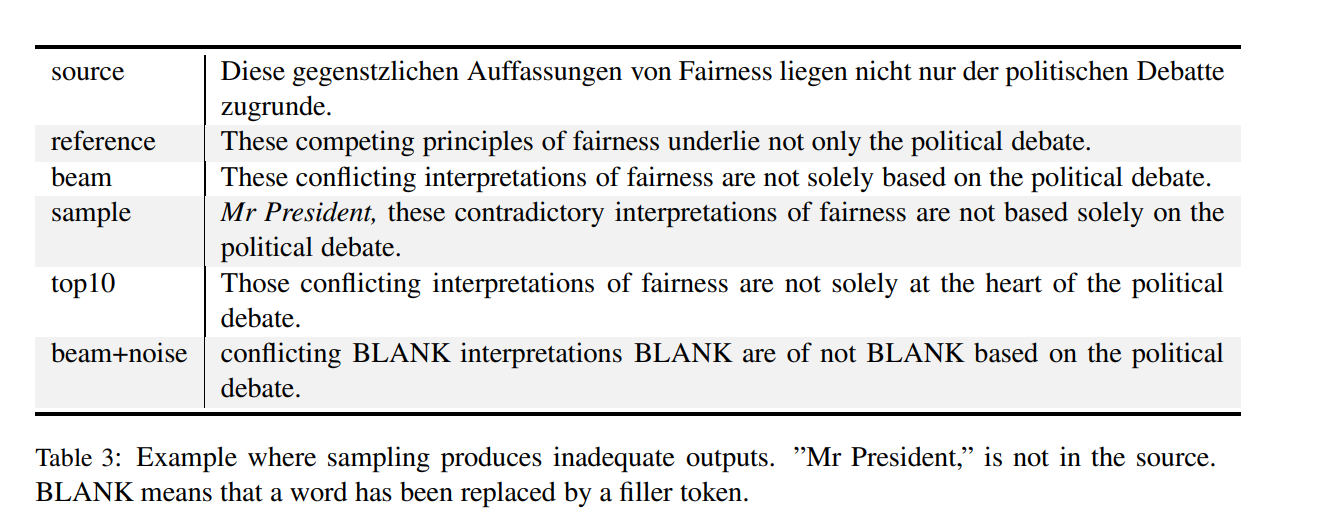 source Diese gegenstzlichen Auffassungen von Fairness liegen nicht nur der politischen Debatte
zugrunde.
reference These competing principles of fairness underlie not only the political debate.
beam These conflicting interpretations of fairness are not solely based on the political debate.
sample Mr President, these contradictory interpretations of fairness are not based solely on the
political debate.
top10 Those conflicting interpretations of fairness are not solely at the heart of the political
debate.
beam+noise conflicting BLANK interpretations BLANK are of not BLANK based on the political
debate.
Table 3: Example where sampling produces inadequate outputs. ”Mr President,” is not in the source.
BLANK means that a word has been replaced by a filler token.